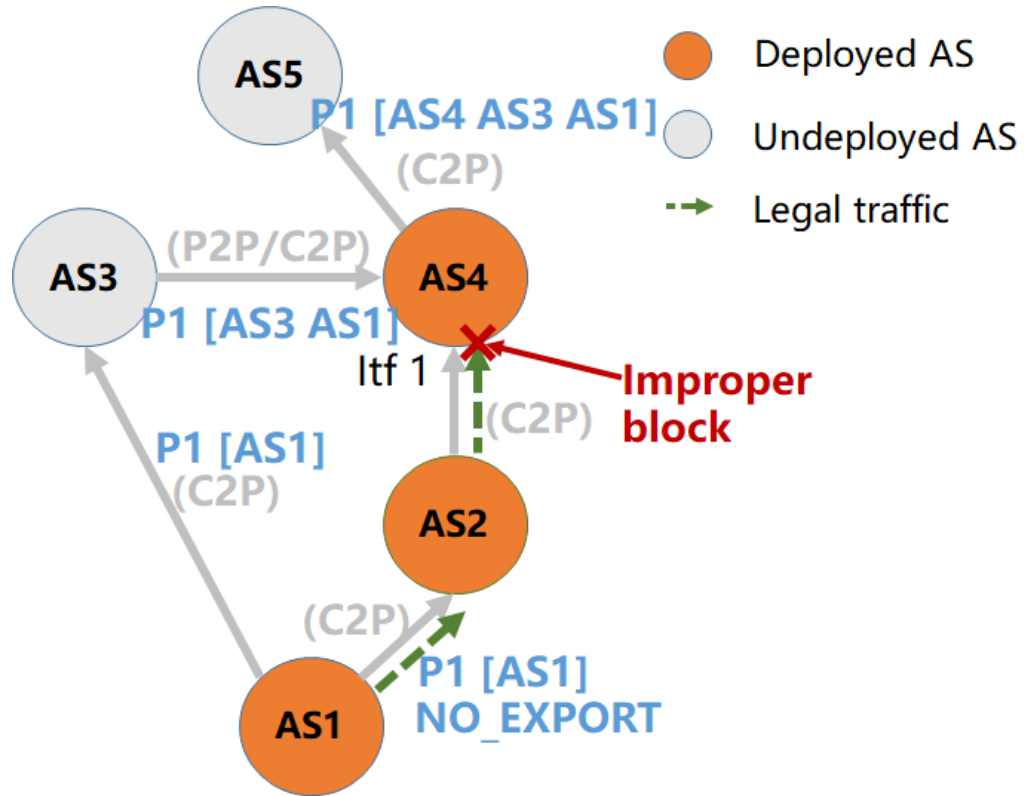 AS5
P1 [AS4 AS3 AS1]
(C2P)
Deployed AS
Undeployed AS
Legal traffic
AS3
(P2P/C2P)
AS4
P1 [AS3 AS1]
Itf 1
Improper
block
(C2P)
P1 [AS1]
(C2P)
AS2
(C2P)
P1 [AS1]
NO_EXPORT
AS1